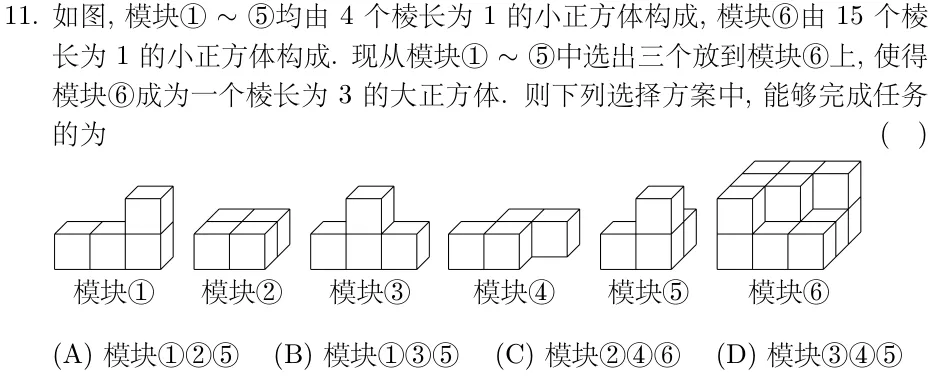 11. 如图, 模块① ~ ⑤均由 4 个棱长为 1 的小正方体构成, 模块⑥由 15 个棱
长为 1 的小正方体构成. 现从模块① ~ ⑤中选出三个放到模块⑥上, 使得
模块⑥成为一个棱长为 3 的大正方体. 则下列选择方案中, 能够完成任务
的为 ( )
模块① 模块② 模块③ 模块④ 模块⑤ 模块⑥
(A) 模块①②⑤ (B) 模块①③⑤ (C) 模块②④⑥ (D) 模块③④⑤